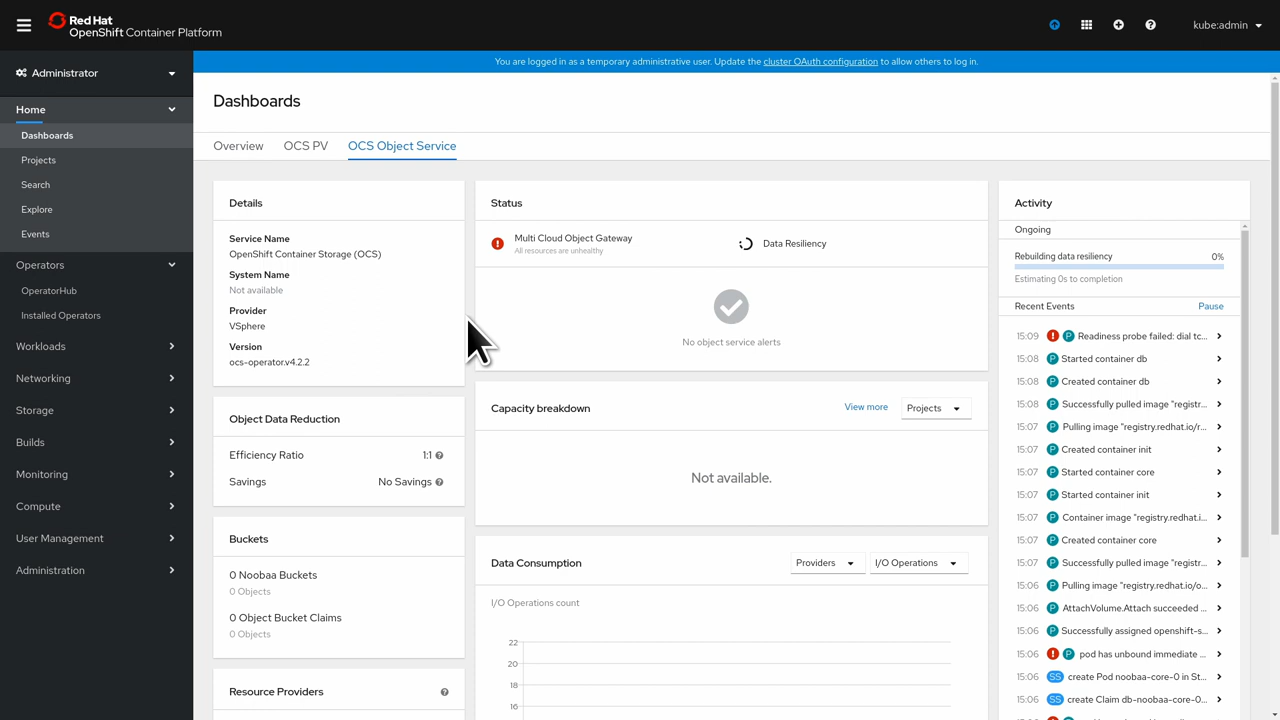 Red Hat
OpenShift Container Platform
kube:admin
Administrator
Home
Dashboards
Projects
Search
Explore
Events
Operators
OperatorHub
Installed Operators
Workloads
Networking
Storage
Builds
Monitoring
Compute
User Management
Administration
You are logged in as a temporary administrative user. Update the cluster OAuth configuration to allow others to log in.
Dashboards
Overview
OCS PV
OCS Object Service
Details
Service Name
OpenShift Container Storage (OCS)
System Name
Not available
Provider
VSphere
Version
ocs-operator.v4.2.2
Object Data Reduction
Efficiency Ratio 1:1
Savings No Savings
Buckets
0 Noobaa Buckets
0 Objects
0 Object Bucket Claims
0 Objects
Resource Providers
Status
Multi Cloud Object Gateway
All resources are unhealthy
Data Resiliency
No object service alerts
Capacity breakdown
View more
Projects
Not available.
Data Consumption
Providers
I/O Operations
I/O Operations count
22
20
18
16
Activity
Ongoing
Rebuilding data resiliency 0%
Estimating 0s to completion
Recent Events Pause
15:09 P Readiness probe failed: dial tc...
15:08 P Started container db
15:08 P Created container db
15:08 P Successfully pulled image "registr...
15:07 P Pulling image "registry.redhat.io/r...
15:07 P Created container init
15:07 P Started container core
15:07 P Started container init
15:07 P Container image "registry.redhat.i...
15:07 P Created container core
15:07 P Successfully pulled image "registr...
15:06 P Pulling image "registry.redhat.io/o...
15:06 P AttachVolume.Attach succeeded ...
15:06 P Successfully assigned openshift-s...
15:06 P pod has unbound immediate ...
15:06 SS create Pod noobaa-core-0 in St...
15:06 SS create Claim db-noobaa-core-0...